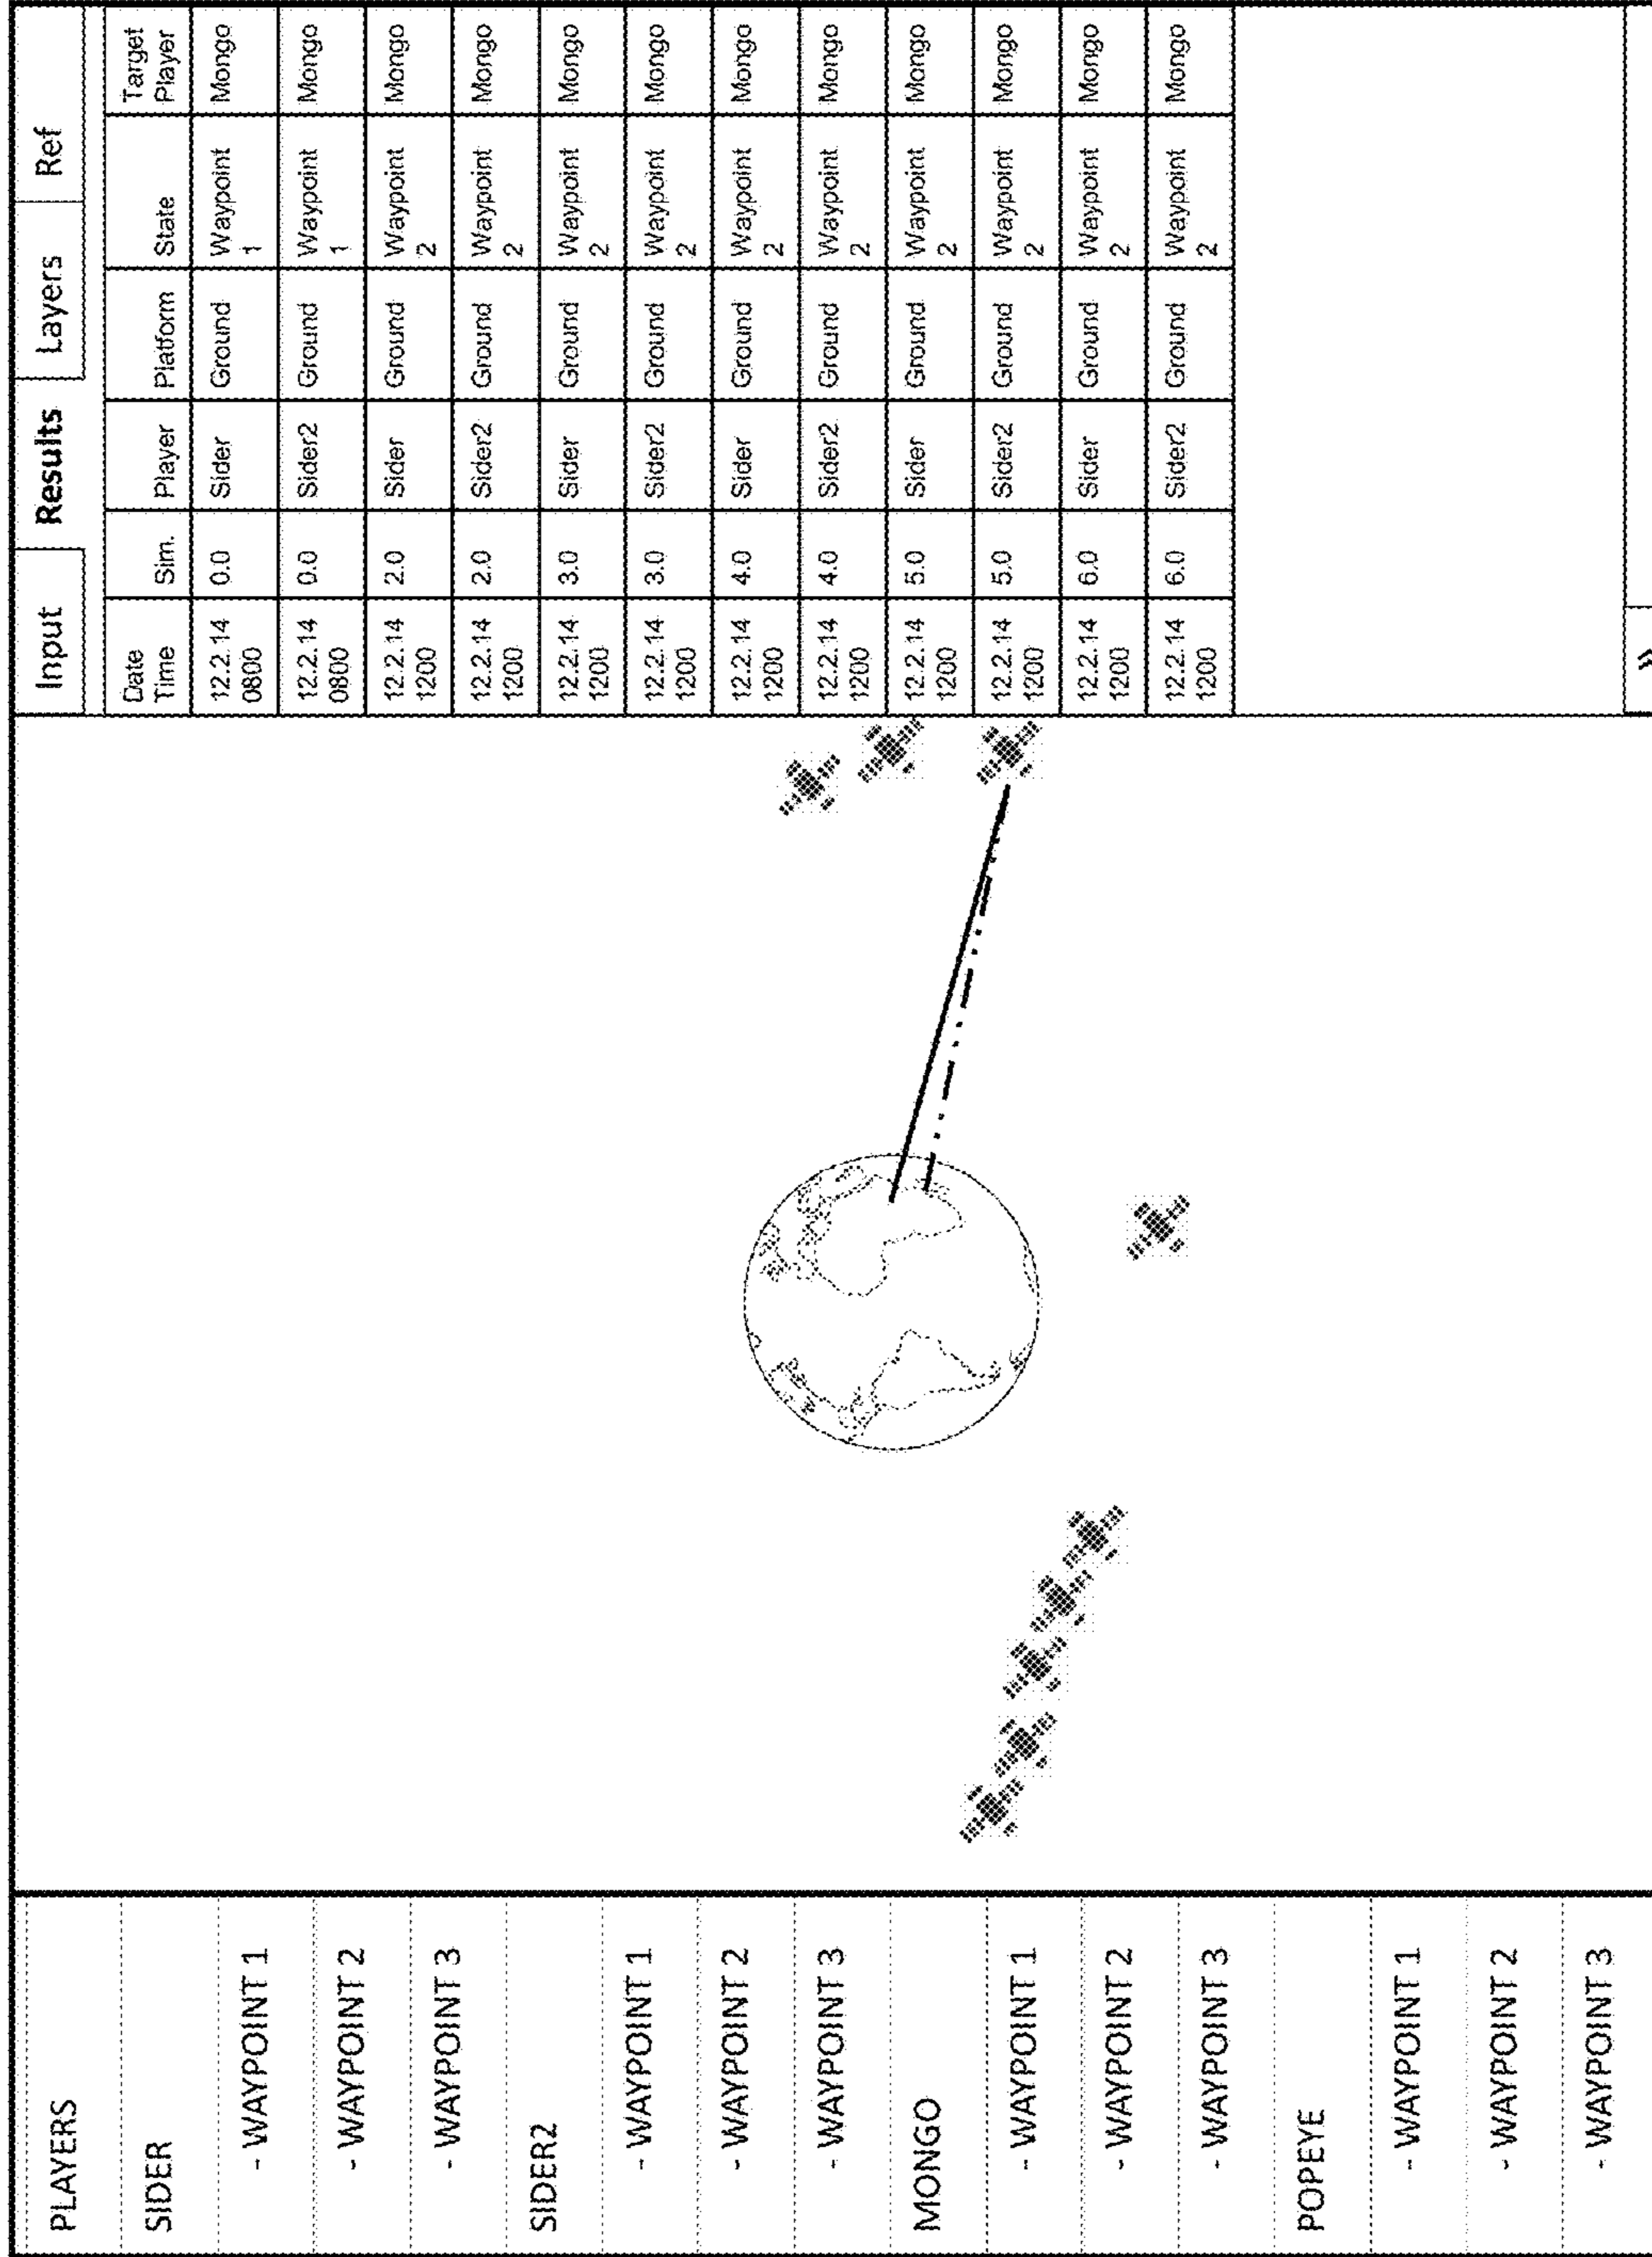 PLAYERS
SIDER
- WAYPOINT 1
- WAYPOINT 2
- WAYPOINT 3
SIDER2
- WAYPOINT 1
- WAYPOINT 2
- WAYPOINT 3
MONGO
- WAYPOINT 1
- WAYPOINT 2
- WAYPOINT 3
POPEYE
- WAYPOINT 1
- WAYPOINT 2
- WAYPOINT 3
Input Results Layers Ref
Date Time Sim. Player Platform State Target Player
12.2.14 0800 0.0 Sider Ground Waypoint 1 Mongo
12.2.14 0800 0.0 Sider2 Ground Waypoint 1 Mongo
12.2.14 1200 2.0 Sider Ground Waypoint 2 Mongo
12.2.14 1200 2.0 Sider2 Ground Waypoint 2 Mongo
12.2.14 1200 3.0 Sider Ground Waypoint 2 Mongo
12.2.14 1200 3.0 Sider2 Ground Waypoint 2 Mongo
12.2.14 1200 4.0 Sider Ground Waypoint 2 Mongo
12.2.14 1200 4.0 Sider2 Ground Waypoint 2 Mongo
12.2.14 1200 5.0 Sider Ground Waypoint 2 Mongo
12.2.14 1200 5.0 Sider2 Ground Waypoint 2 Mongo
12.2.14 1200 6.0 Sider Ground Waypoint 2 Mongo
12.2.14 1200 6.0 Sider2 Ground Waypoint 2 Mongo
»